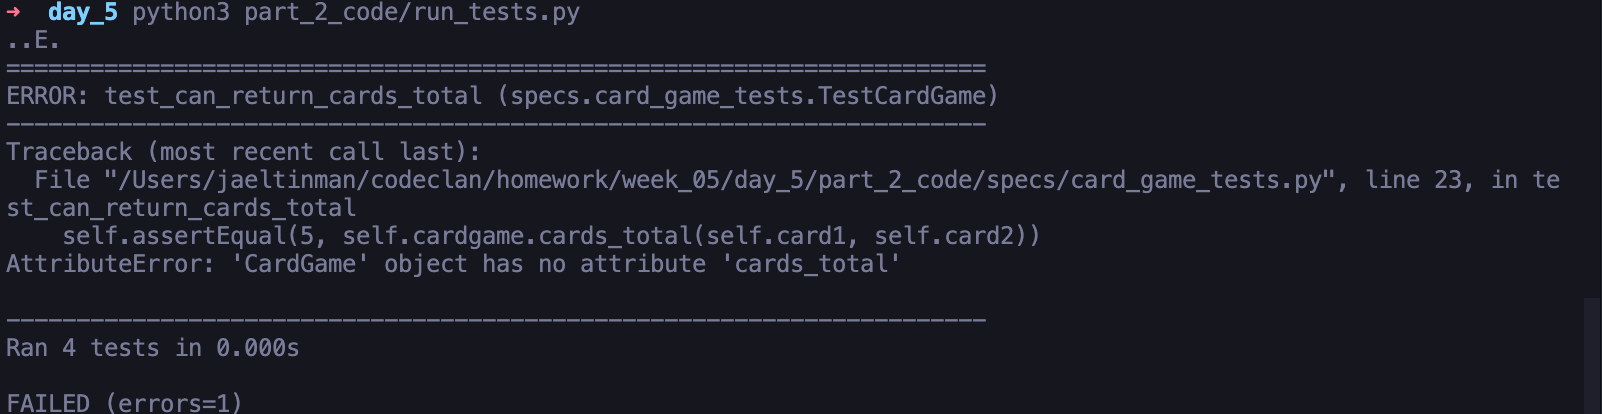 ➜  day_5 python3 part_2_code/run_tests.py
..E.
======================================================================
ERROR: test_can_return_cards_total (specs.card_game_tests.TestCardGame)
----------------------------------------------------------------------
Traceback (most recent call last):
  File "/Users/jaeltinman/codeclan/homework/week_05/day_5/part_2_code/specs/card_game_tests.py", line 23, in te
st_can_return_cards_total
    self.assertEqual(5, self.cardgame.cards_total(self.card1, self.card2))
AttributeError: 'CardGame' object has no attribute 'cards_total'

----------------------------------------------------------------------
Ran 4 tests in 0.000s

FAILED (errors=1)